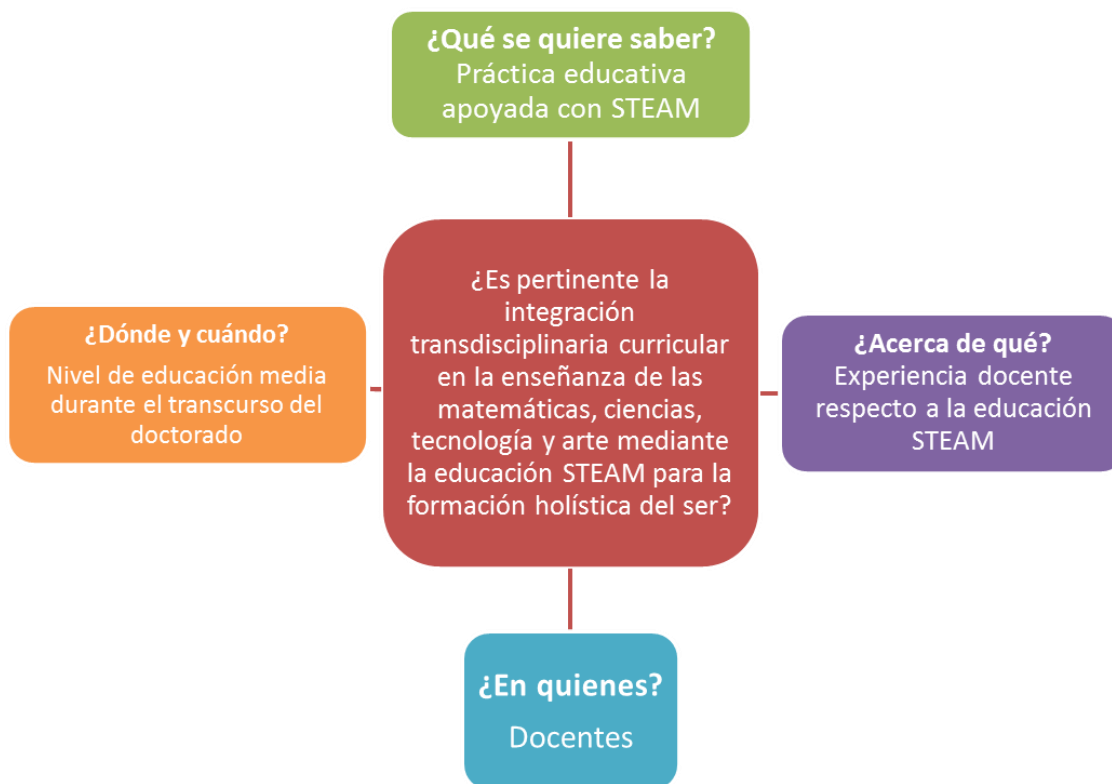 ¿Qué se quiere saber?
Práctica educativa
apoyada con STEAM
¿Dónde y cuándo?
Nivel de educación media
durante el transcurso del
doctorado
¿Es pertinente la
integración
transdisciplinaria curricular
en la enseñanza de las
matemáticas, ciencias,
tecnología y arte mediante
la educación STEAM para la
formación holística del ser?
¿Acerca de qué?
Experiencia docente
respecto a la educación
STEAM
¿En quienes?
Docentes